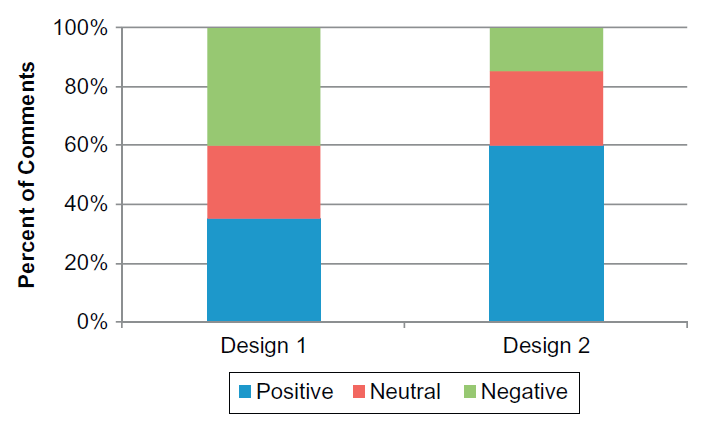 Percent of Comments
100%
80%
60%
40%
20%
0%
Design 1 Design 2
Positive Neutral Negative